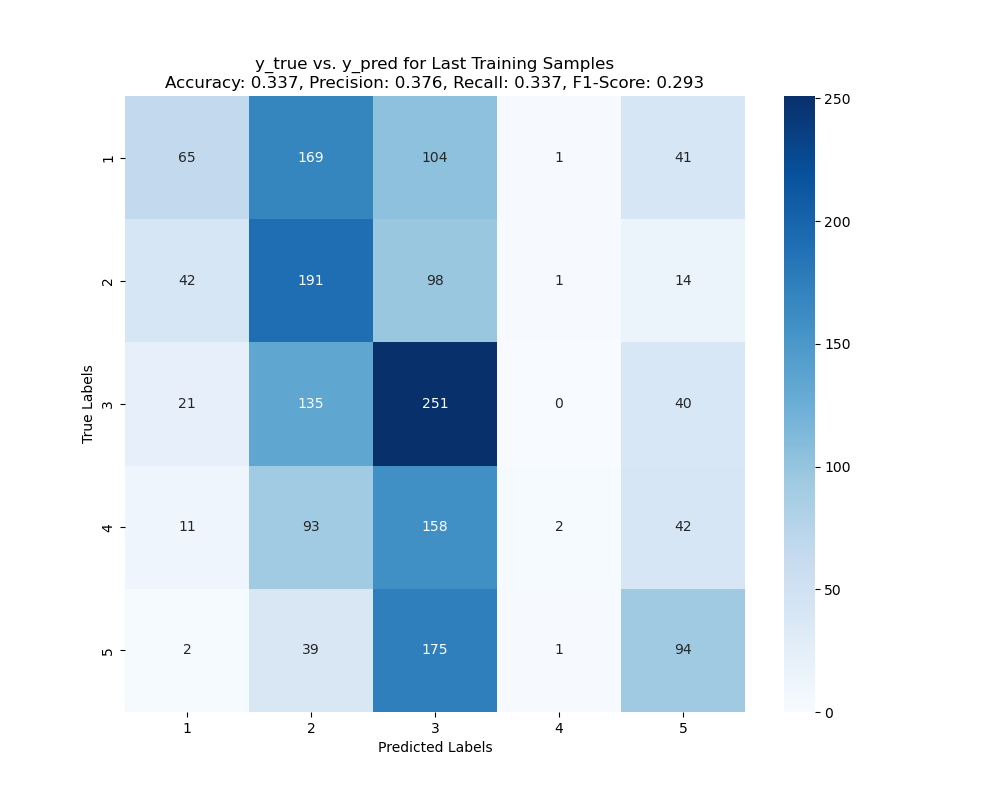 y_true vs. y_pred for Last Training Samples
Accuracy: 0.337, Precision: 0.376, Recall: 0.337, F1-Score: 0.293
1 65 169 104 1 41
2 42 191 98 1 14
3 21 135 251 0 40
4 11 93 158 2 42
5 2 39 175 1 94
1 2 3 4 5
True Labels
Predicted Labels
250
200
150
100
50
0